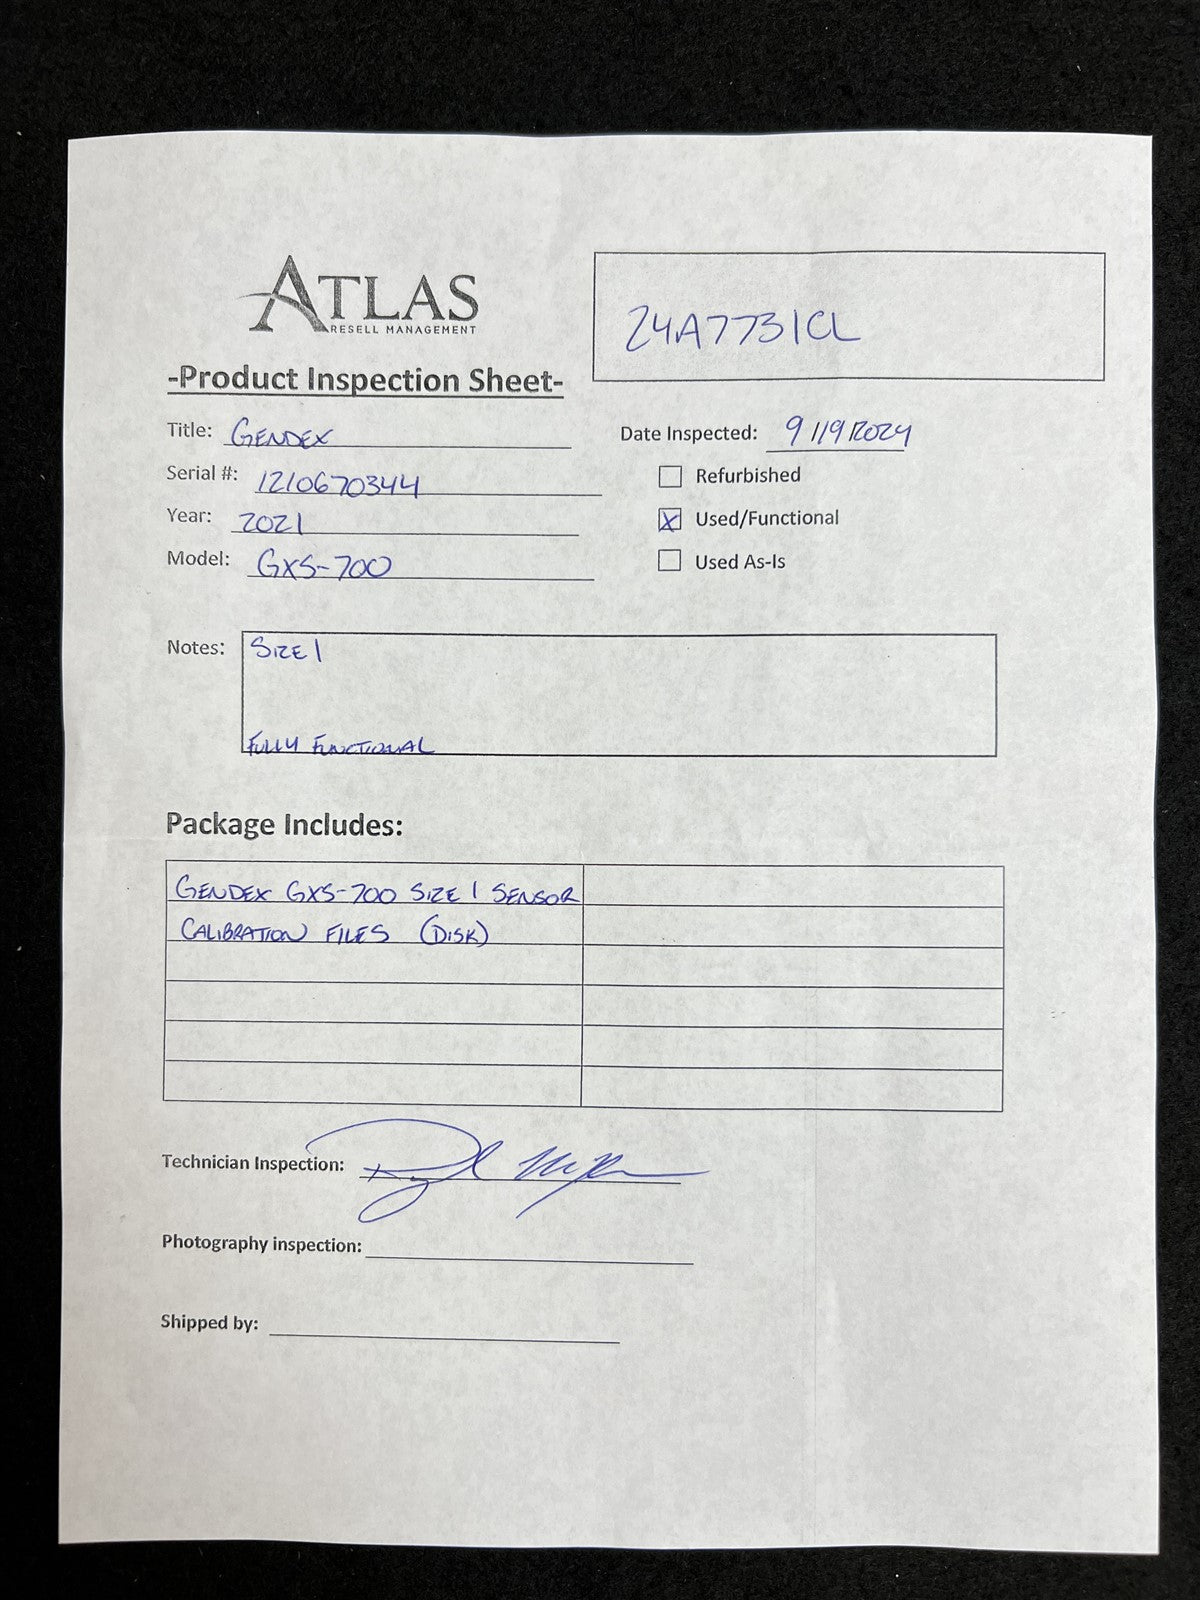 ATLAS
RESELL MANAGEMENT
24A7731CL
-Product Inspection Sheet-
Title: GENDEX
Date Inspected: 9/19/2024
Serial #: 1210670344
Refurbished
Year: 2021
X Used/Functional
Model: GXS-700
Used As-Is
Notes: SIZE 1
FULLY FUNCTIONAL
Package Includes:
GENDEX GXS-700 SIZE 1 SENSOR
CALIBRATION FILES (DISK)
Technician Inspection:
Photography inspection:
Shipped by: